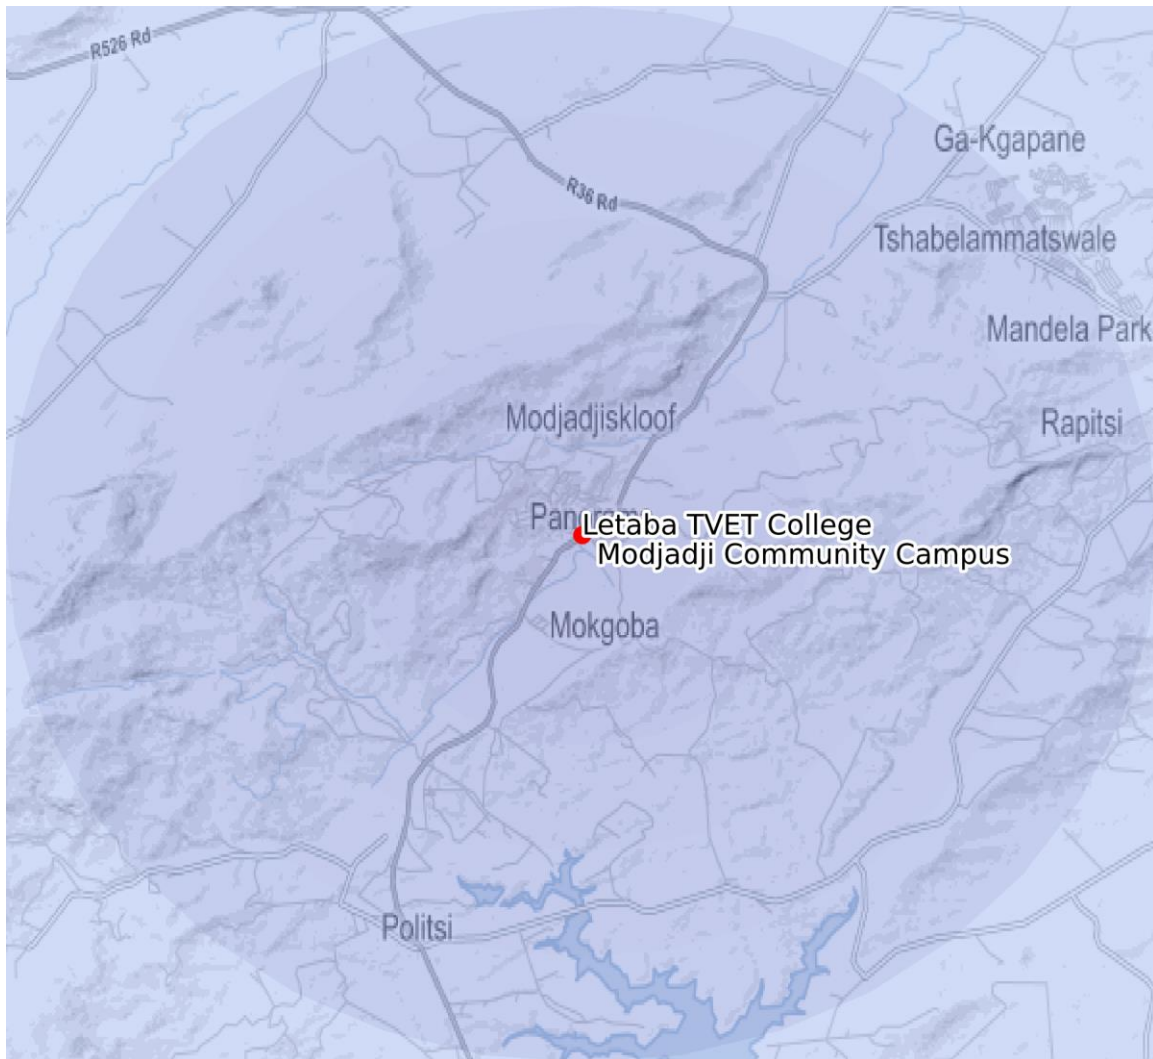 R526 Rd
Ga-Kgapane
R36 Rd
Tshabelammatswale
Mandela Park
Modjadjiskloof
Rapitsi
Letaba TVET College
Modjadji Community Campus
Mokgoba
Politsi